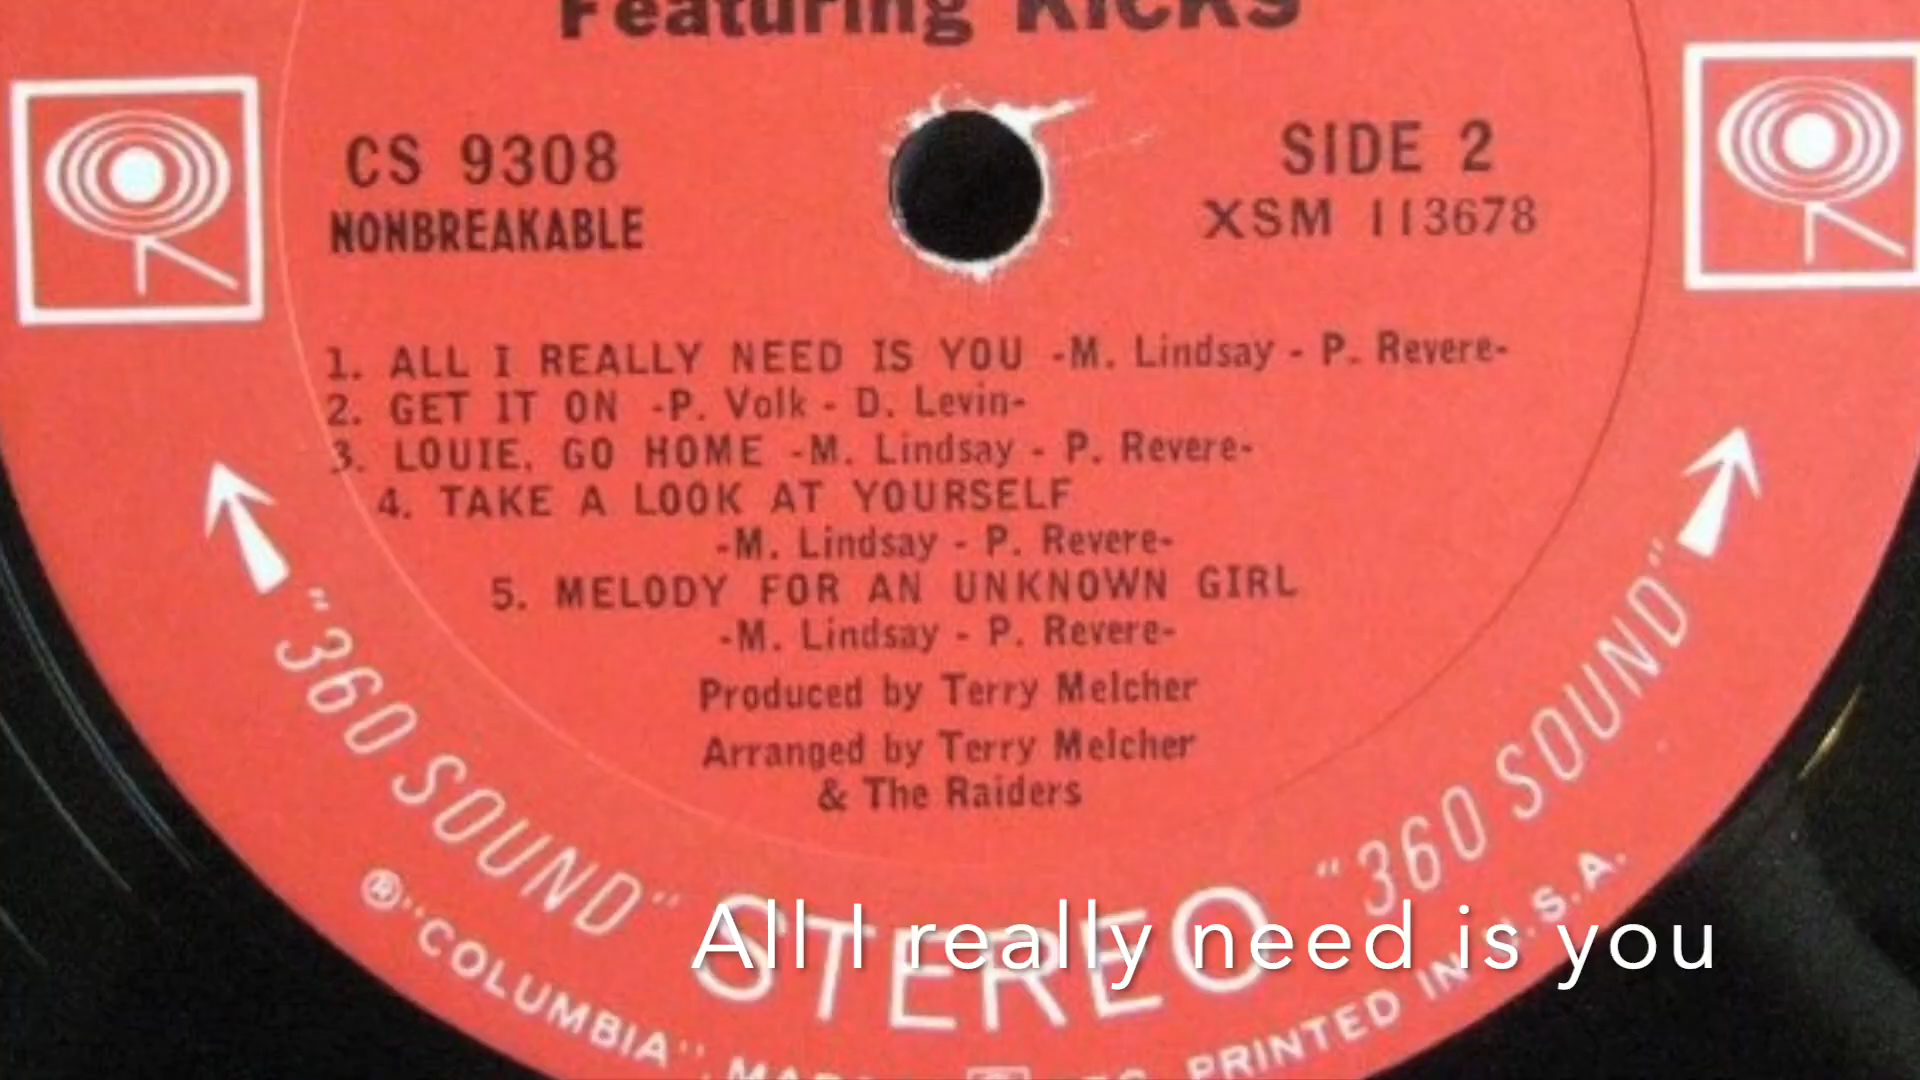 Featuring KICKS
CS 9308
NONBREAKABLE
SIDE 2
XSM 113678
1. ALL I REALLY NEED IS YOU -M. Lindsay - P. Revere-
2. GET IT ON -P. Volk - D. Levin-
3. LOUIE, GO HOME -M. Lindsay - P. Revere-
4. TAKE A LOOK AT YOURSELF
-M. Lindsay - P. Revere-
5. MELODY FOR AN UNKNOWN GIRL
-M. Lindsay - P. Revere-
Produced by Terry Melcher
Arranged by Terry Melcher
& The Raiders
"360 SOUND" STEREO "360 SOUND"
® "COLUMBIA", PRINTED IN U.S.A.
All I really need is you